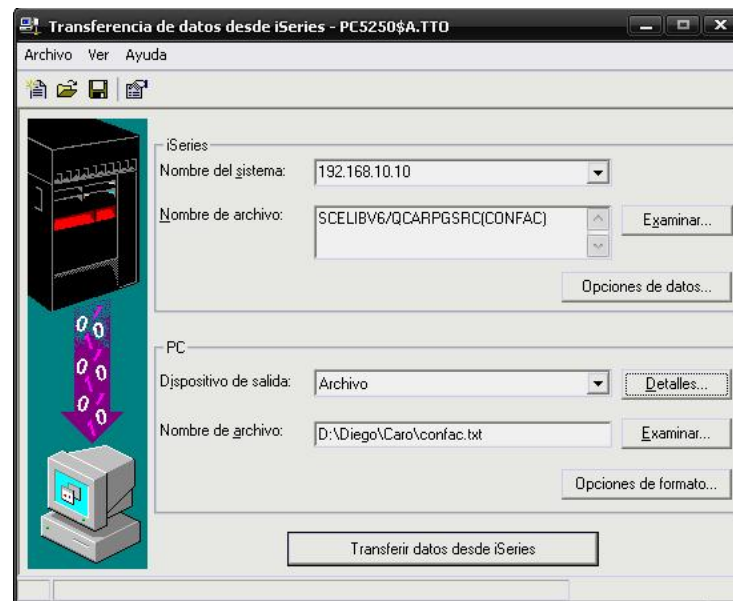 Transferencia de datos desde iSeries - PC5250$A.TTO
Archivo Ver Ayuda
iSeries
Nombre del sistema: 192.168.10.10
Nombre de archivo: SCELIBV6/QCARPGSRC(CONFAC) Examinar...
Opciones de datos...
PC
Dispositivo de salida: Archivo Detalles...
Nombre de archivo: D:\Diego\Caro\confac.txt Examinar...
Opciones de formato...
Transferir datos desde iSeries